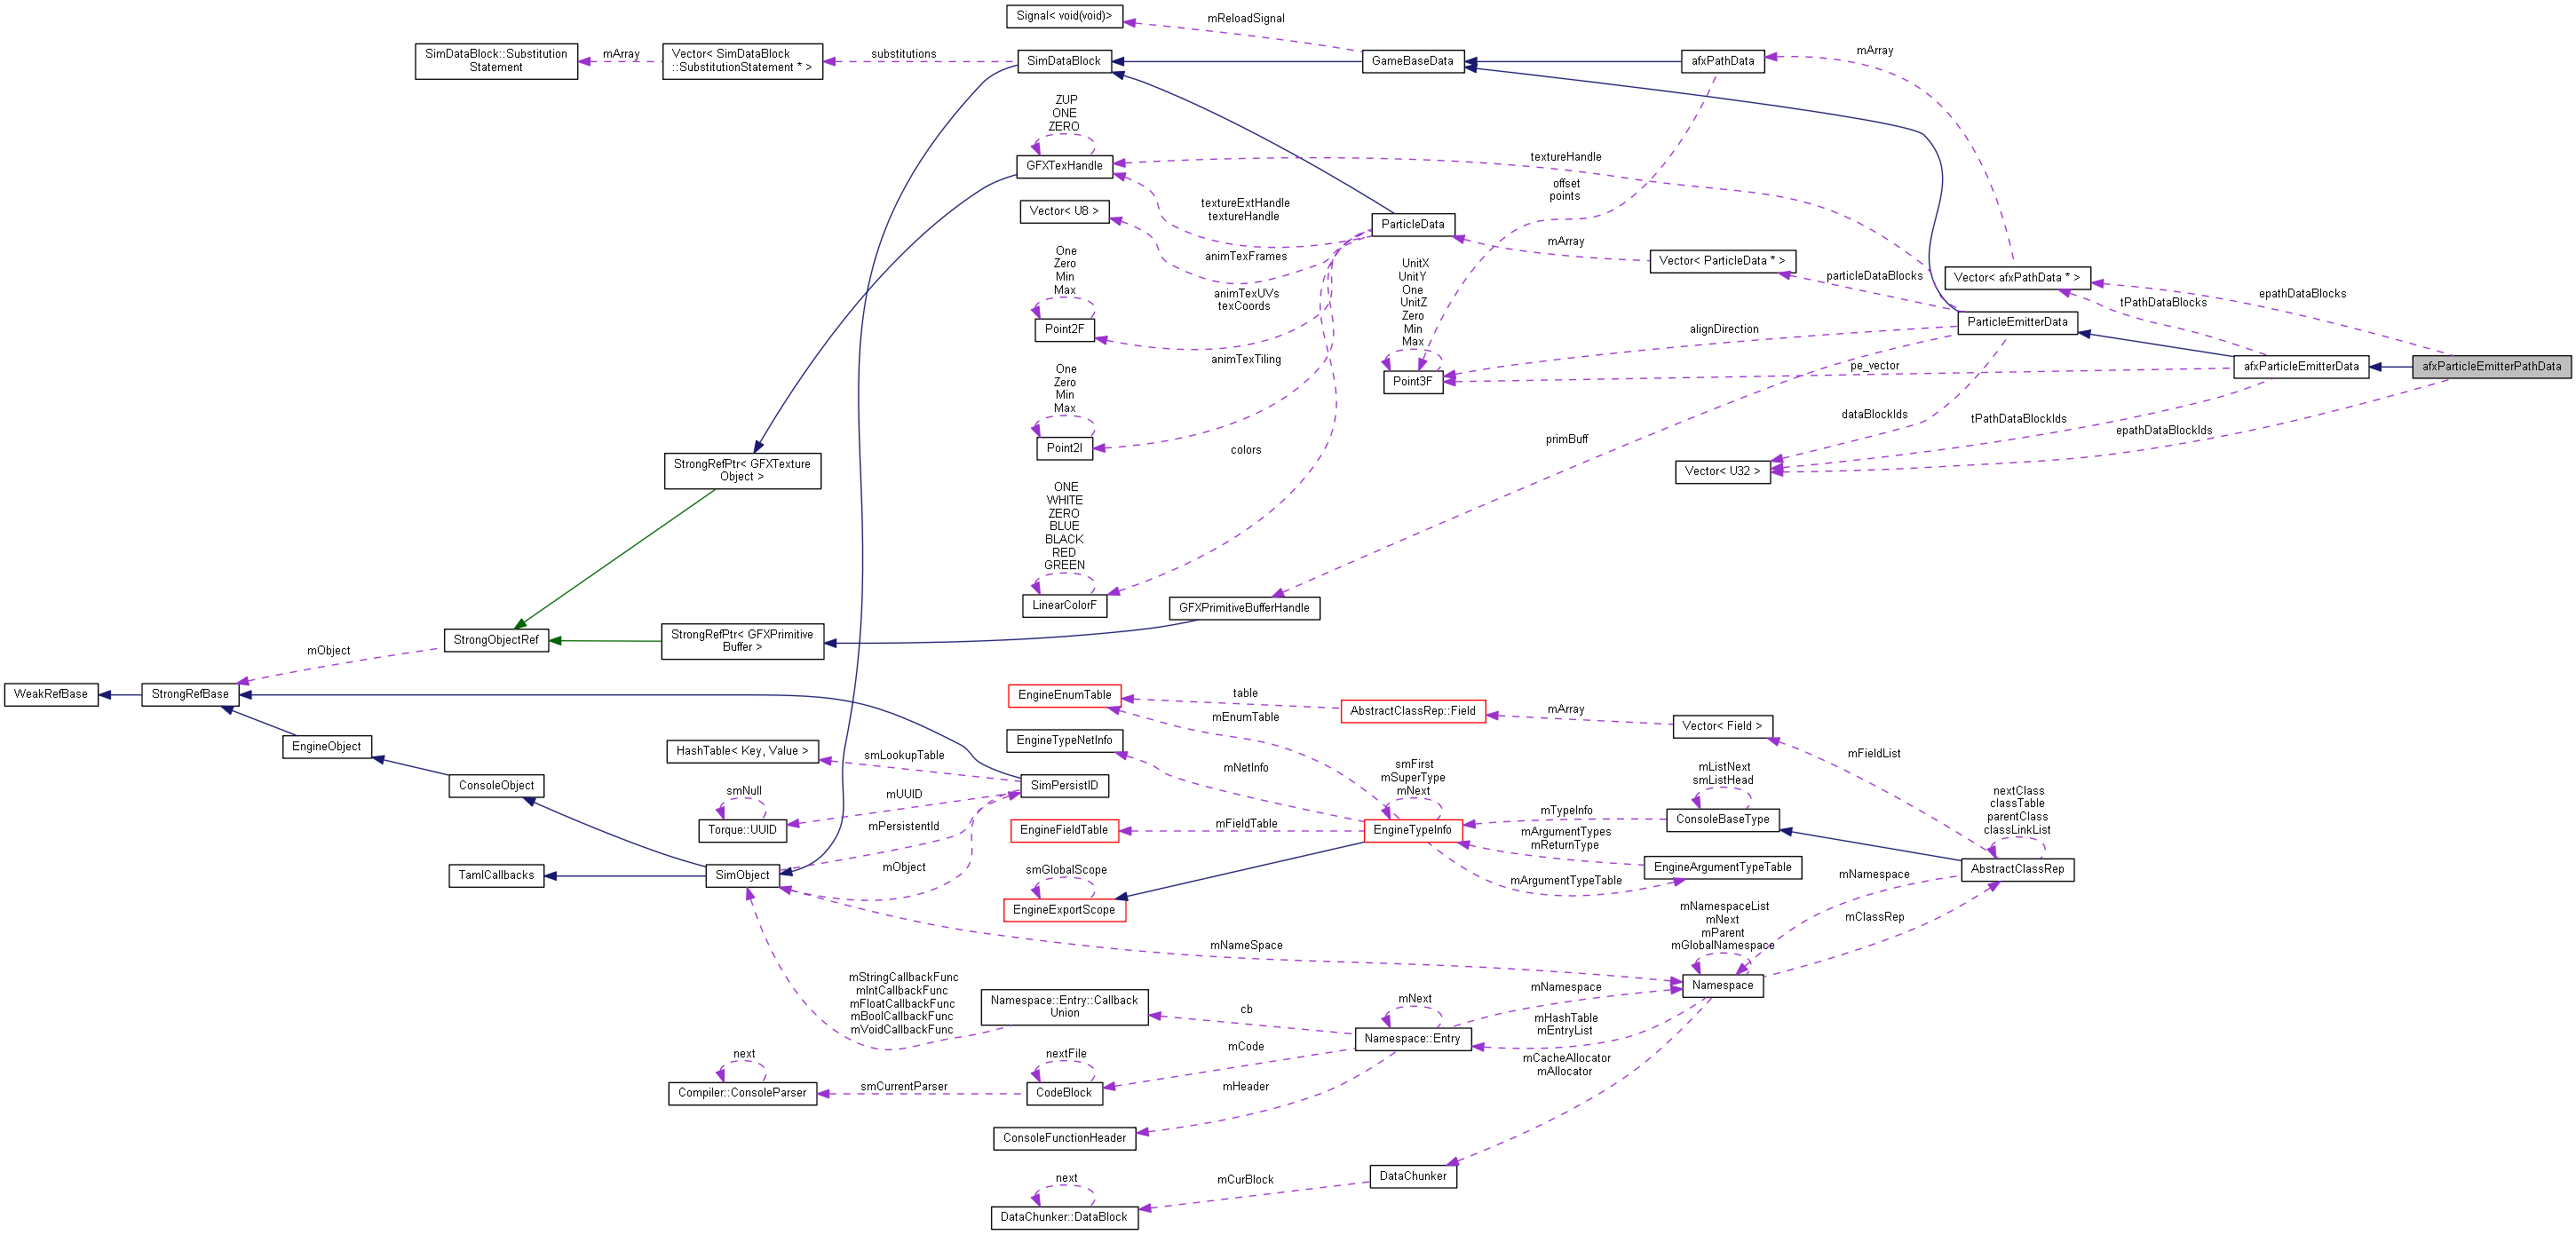 Signal< void(void)>
mReloadSignal
SimDataBlock::Substitution
Statement
mArray
Vector< SimDataBlock
::SubstitutionStatement * >
substitutions
SimDataBlock
GameBaseData
afxPathData
mArray
ZUP
ONE
ZERO
GFXTexHandle
textureHandle
offset
points
Vector< U8 >
textureExtHandle
textureHandle
ParticleData
animTexFrames
mArray
Vector< ParticleData * >
One
Zero
Min
Max
Point2F
animTexUVs
texCoords
UnitX
UnitY
One
UnitZ
Zero
Min
Max
Point3F
particleDataBlocks
Vector< afxPathData * >
tPathDataBlocks
epathDataBlocks
alignDirection
ParticleEmitterData
animTexTiling
pe_vector
afxParticleEmitterData
afxParticleEmitterPathData
One
Zero
Min
Max
Point2I
dataBlockIds
tPathDataBlockIds
epathDataBlockIds
primBuff
colors
Vector< U32 >
StrongRefPtr< GFXTexture
Object >
ONE
WHITE
ZERO
BLUE
BLACK
RED
GREEN
LinearColorF
GFXPrimitiveBufferHandle
StrongObjectRef
StrongRefPtr< GFXPrimitive
Buffer >
mObject
WeakRefBase
StrongRefBase
EngineEnumTable
table
AbstractClassRep::Field
mArray
Vector< Field >
mEnumTable
EngineObject
HashTable< Key, Value >
smLookupTable
EngineTypeNetInfo
mNetInfo
mFieldList
ConsoleObject
smNull
mUUID
SimPersistID
smFirst
mSuperType
mNext
mListNext
smListHead
nextClass
classTable
parentClass
classLinkList
Torque::UUID
mPersistentId
EngineFieldTable
mFieldTable
EngineTypeInfo
mTypeInfo
ConsoleBaseType
mArgumentTypes
mReturnType
TamlCallbacks
SimObject
mObject
smGlobalScope
EngineExportScope
mArgumentTypeTable
EngineArgumentTypeTable
AbstractClassRep
mNamespace
mClassRep
mNameSpace
mNamespaceList
mNext
mParent
mGlobalNamespace
Namespace
mStringCallbackFunc
mIntCallbackFunc
mFloatCallbackFunc
mBoolCallbackFunc
mVoidCallbackFunc
Namespace::Entry::Callback
Union
cb
mNext
Namespace::Entry
mNamespace
mHashTable
mEntryList
next
Compiler::ConsoleParser
smCurrentParser
nextFile
CodeBlock
mCode
mHeader
mCacheAllocator
mAllocator
ConsoleFunctionHeader
next
DataChunker::DataBlock
mCurBlock
DataChunker